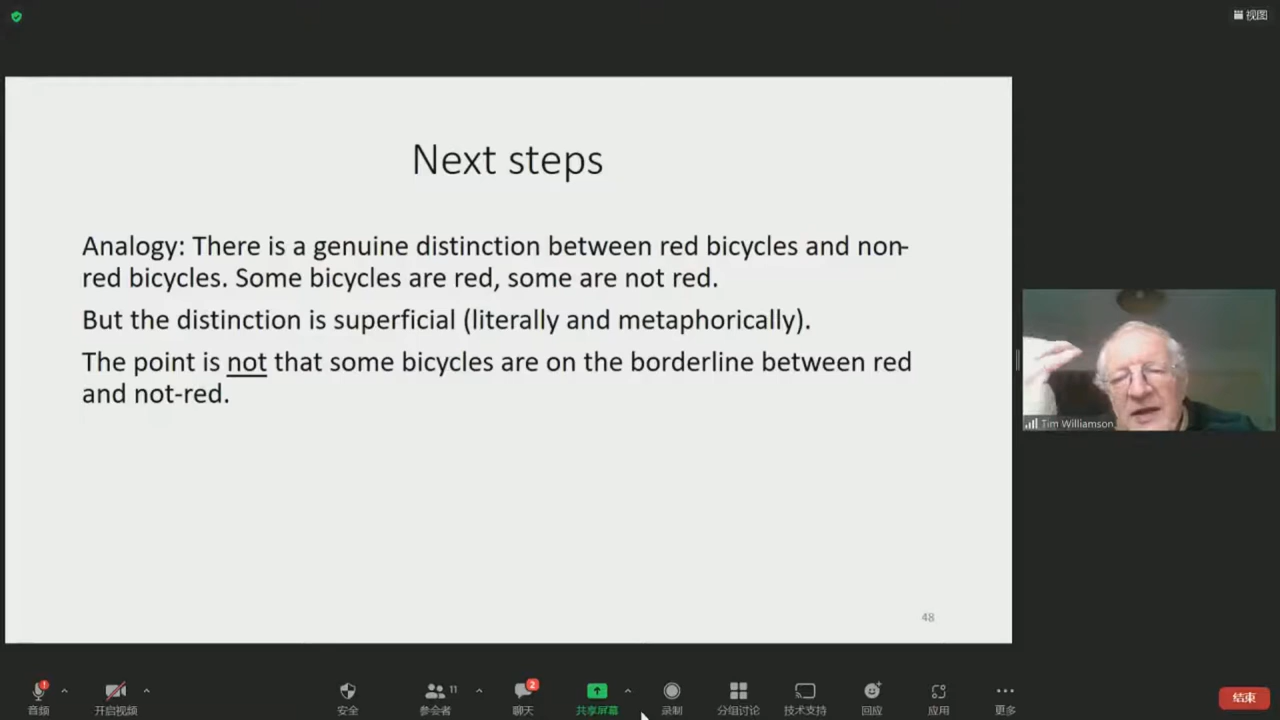 视图
Next steps
Analogy: There is a genuine distinction between red bicycles and non-
red bicycles. Some bicycles are red, some are not red.
But the distinction is superficial (literally and metaphorically).
The point is not that some bicycles are on the borderline between red
and not-red.
48
Tim Williamson
11
2
音频
开启视频
安全
参会者
聊天
共享屏幕
录制
分组讨论
技术支持
回应
应用
更多
结束